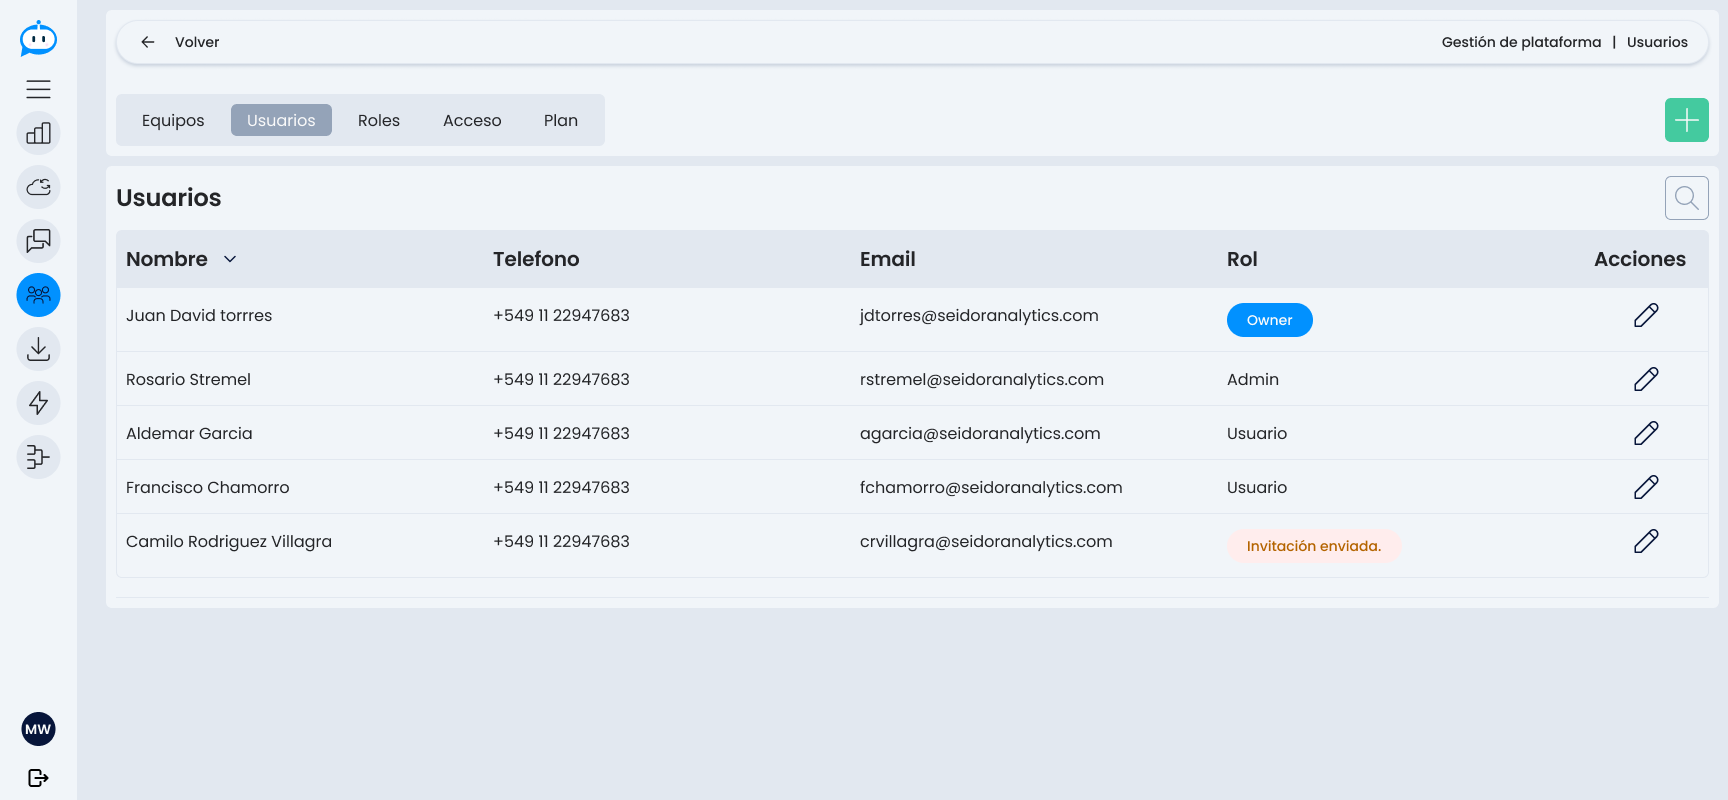 Volver
Gestión de plataforma | Usuarios
Equipos Usuarios Roles Acceso Plan
Usuarios
Nombre Telefono Email Rol Acciones
Juan David torrres +549 11 22947683 jdtorres@seidoranalytics.com Owner
Rosario Stremel +549 11 22947683 rstremel@seidoranalytics.com Admin
Aldemar Garcia +549 11 22947683 agarcia@seidoranalytics.com Usuario
Francisco Chamorro +549 11 22947683 fchamorro@seidoranalytics.com Usuario
Camilo Rodriguez Villagra +549 11 22947683 crvillagra@seidoranalytics.com Invitación enviada.
MW